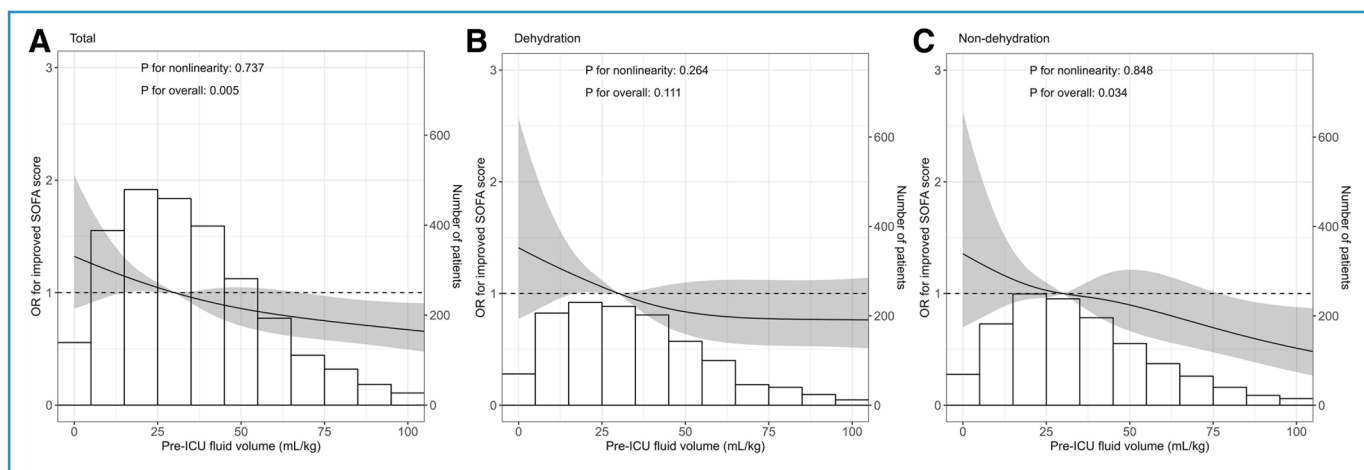 A Total
P for nonlinearity: 0.737
P for overall: 0.005
OR for improved SOFA score
3
2
1
0
600
400
200
0
Number of patients
0 25 50 75 100
Pre-ICU fluid volume (mL/kg)
B Dehydration
P for nonlinearity: 0.264
P for overall: 0.111
OR for improved SOFA score
3
2
1
0
600
400
200
0
Number of patients
0 25 50 75 100
Pre-ICU fluid volume (mL/kg)
C Non-dehydration
P for nonlinearity: 0.848
P for overall: 0.034
OR for improved SOFA score
3
2
1
0
600
400
200
0
Number of patients
0 25 50 75 100
Pre-ICU fluid volume (mL/kg)